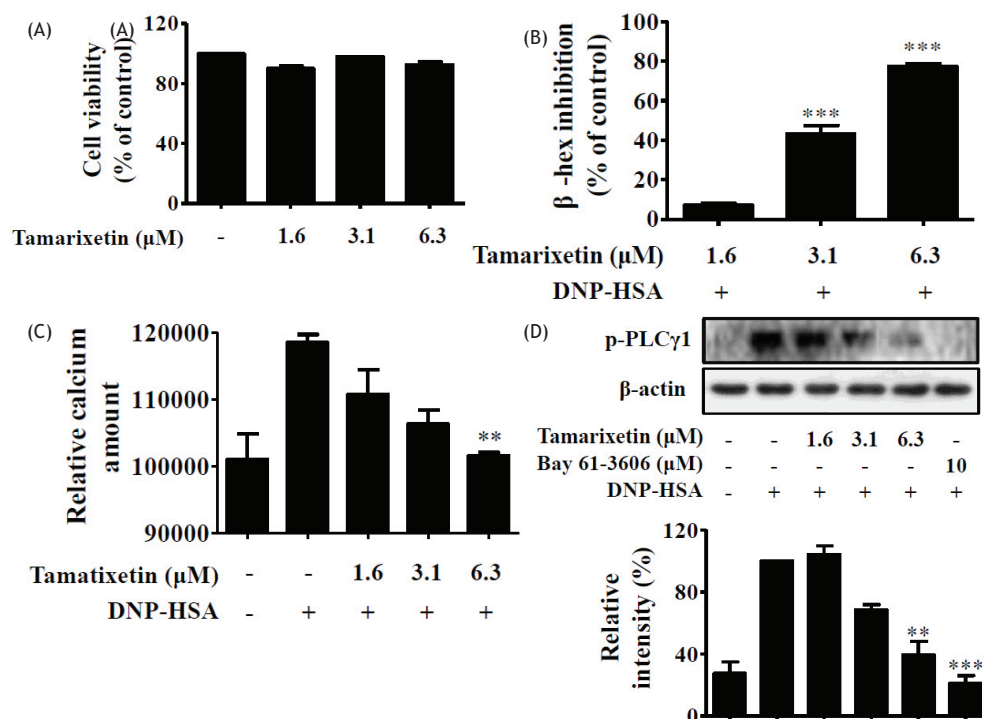 (A)
(A)
Cell viability
(% of control)
120
80
40
0
Tamarixetin (μM)
- 1.6 3.1 6.3
(B)
β -hex inhibition
(% of control)
100
80
60
40
20
0
***
***
Tamarixetin (μM) 1.6 3.1 6.3
DNP-HSA + + +
(C)
Relative calcium
amount
120000
110000
100000
90000
**
Tamatixetin (μM) - - 1.6 3.1 6.3
DNP-HSA - + + + +
(D)
p-PLCγ1
β-actin
Tamarixetin (μM) - - 1.6 3.1 6.3 -
Bay 61-3606 (μM) - - - - - 10
DNP-HSA - + + + + +
Relative
intensity (%)
120
80
40
0
**
***